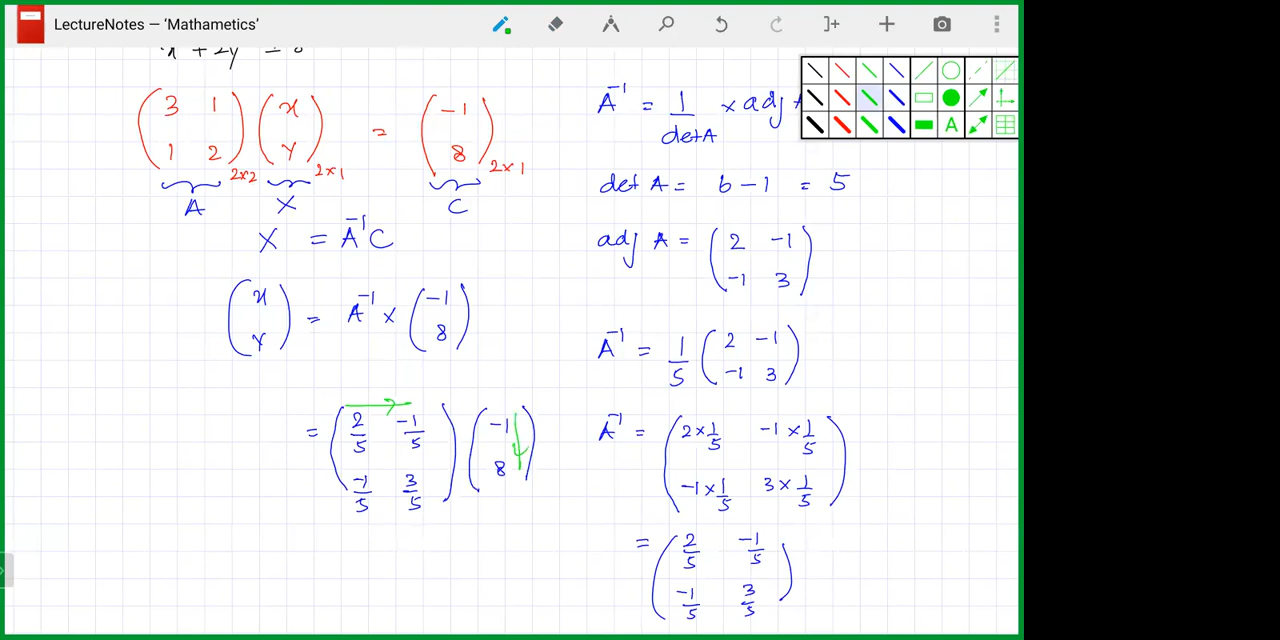 LectureNotes — ‘Mathametics’
x + 2y = 8
(3 1 / 1 2)2×2 (x / Y)2×1 = (-1 / 8)2×1
A X C
X = A⁻¹C
(x / Y) = A⁻¹ × (-1 / 8)
= (2/5 -1/5 / -1/5 3/5) (-1 / 8)
A⁻¹ = 1/detA × adj
det A = 6 - 1 = 5
adj A = (2 -1 / -1 3)
A⁻¹ = 1/5 (2 -1 / -1 3)
A⁻¹ = (2×1/5 -1×1/5 / -1×1/5 3×1/5)
= (2/5 -1/5 / -1/5 3/5)
A